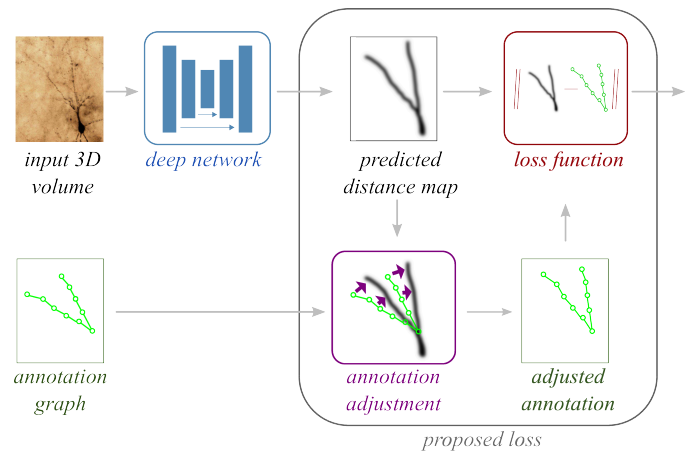 input 3D
volume
deep network
predicted
distance map
loss function
annotation
graph
annotation
adjustment
adjusted
annotation
proposed loss